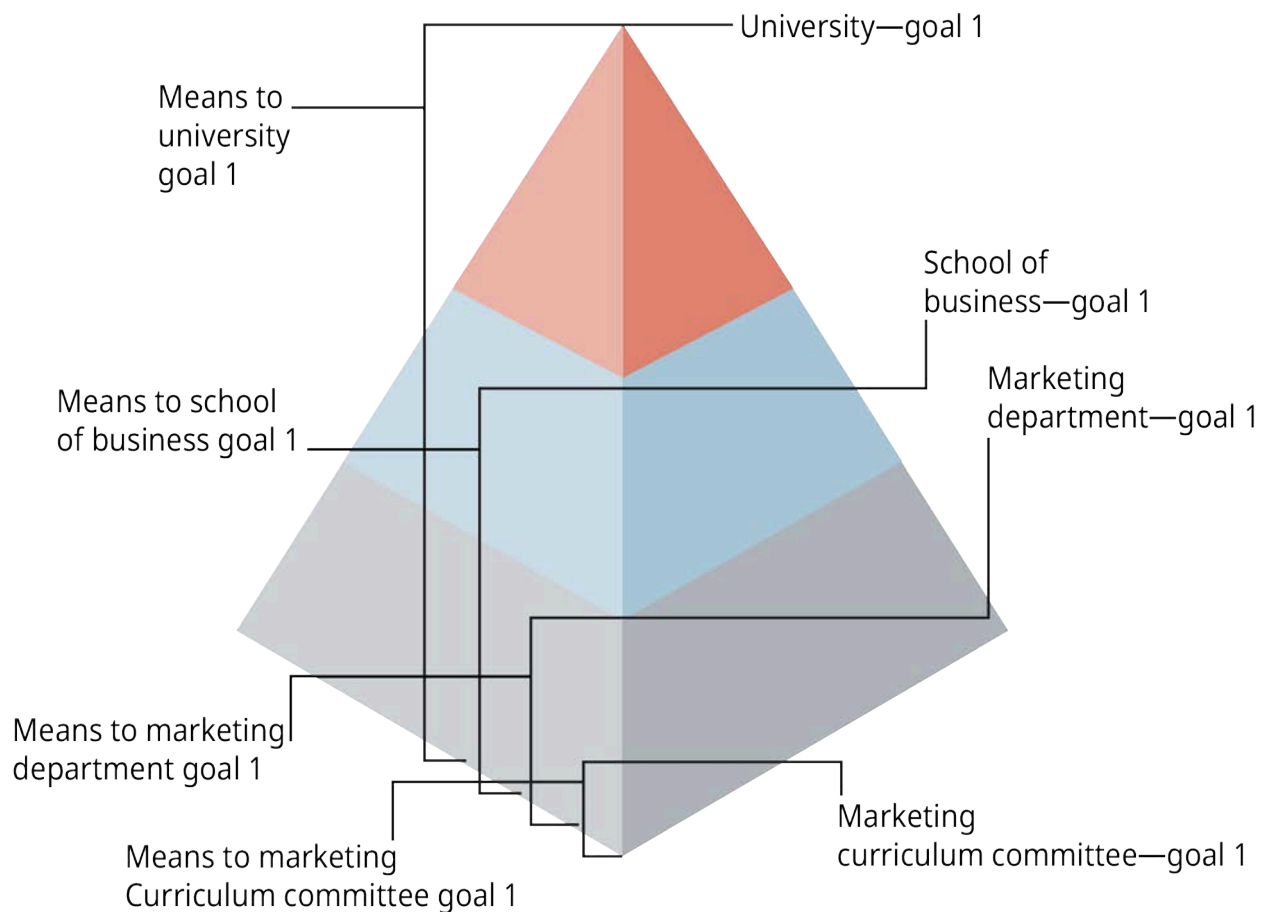 University—goal 1
Means to
university
goal 1
School of
business—goal 1
Marketing
department—goal 1
Means to school
of business goal 1
Means to marketing
department goal 1
Marketing
curriculum committee—goal 1
Means to marketing
Curriculum committee goal 1